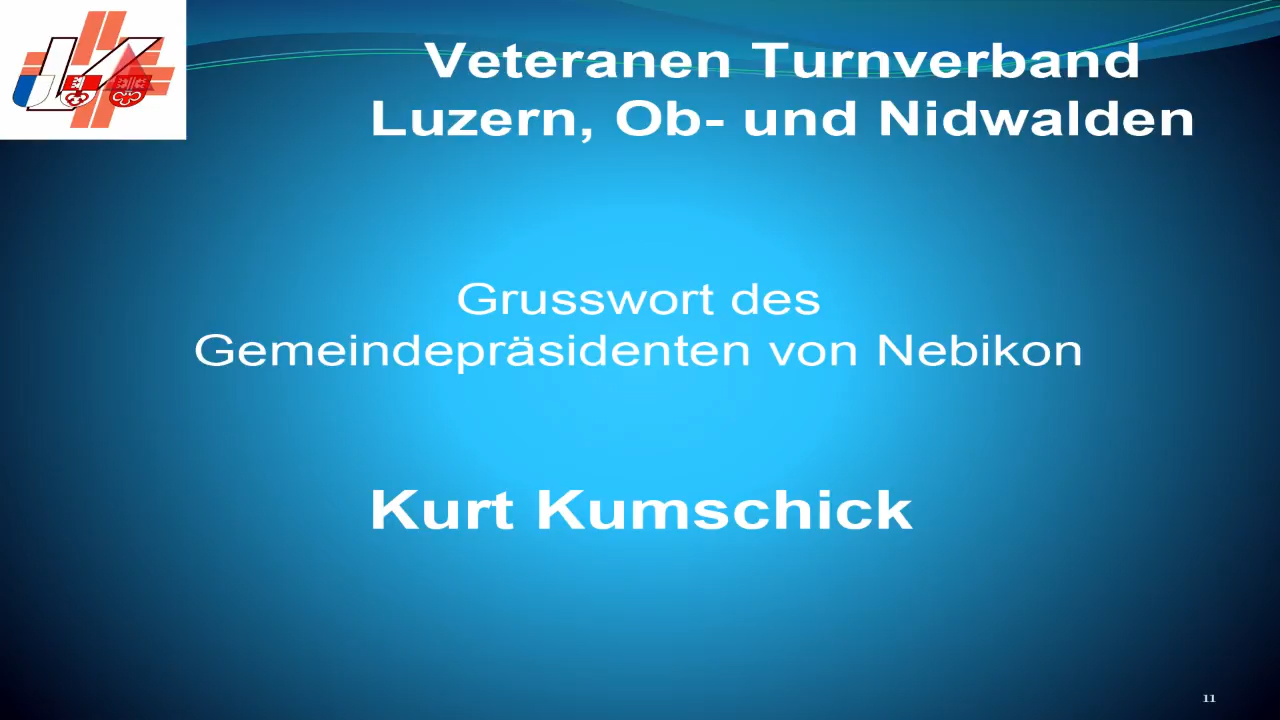 Veteranen Turnverband
Luzern, Ob- und Nidwalden
Grusswort des
Gemeindepräsidenten von Nebikon
Kurt Kumschick
11